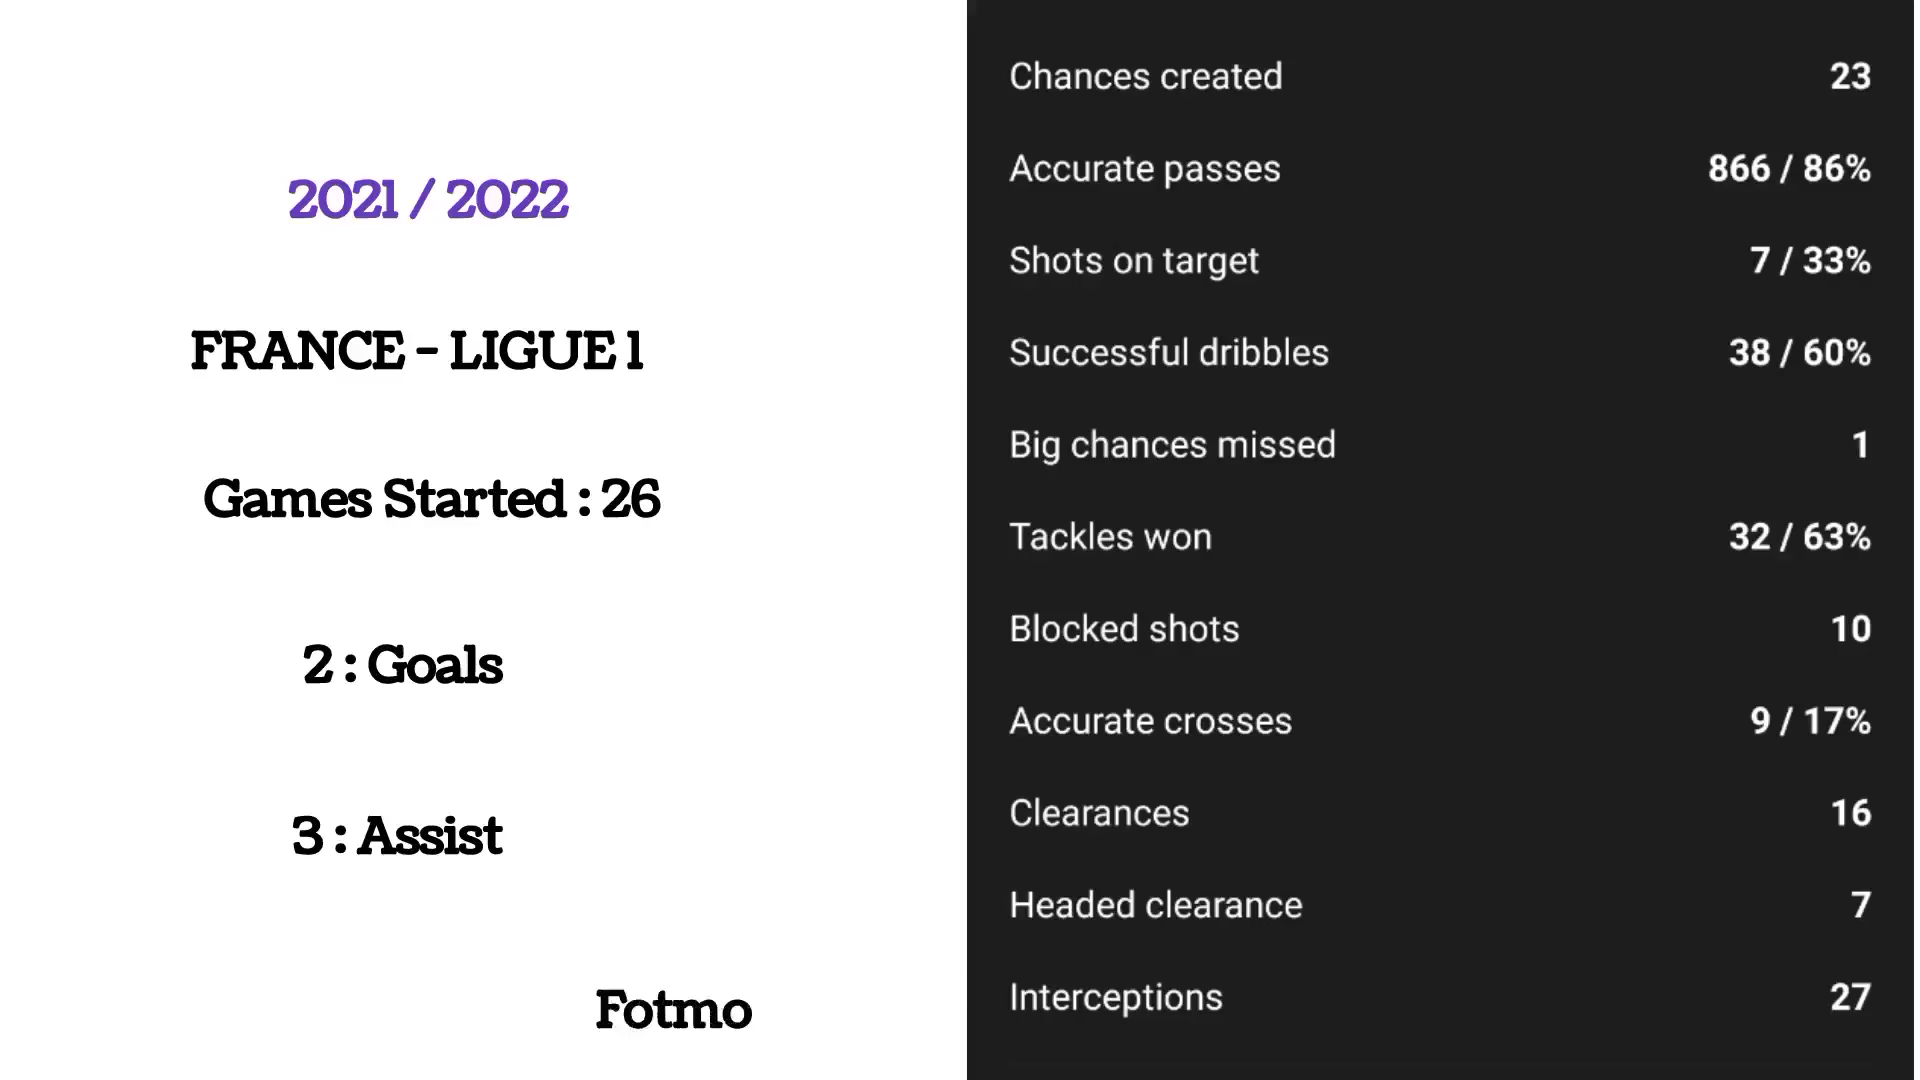 2021 / 2022
FRANCE - LIGUE 1
Games Started : 26
2 : Goals
3 : Assist
Fotmo
Chances created 23
Accurate passes 866 / 86%
Shots on target 7 / 33%
Successful dribbles 38 / 60%
Big chances missed 1
Tackles won 32 / 63%
Blocked shots 10
Accurate crosses 9 / 17%
Clearances 16
Headed clearance 7
Interceptions 27